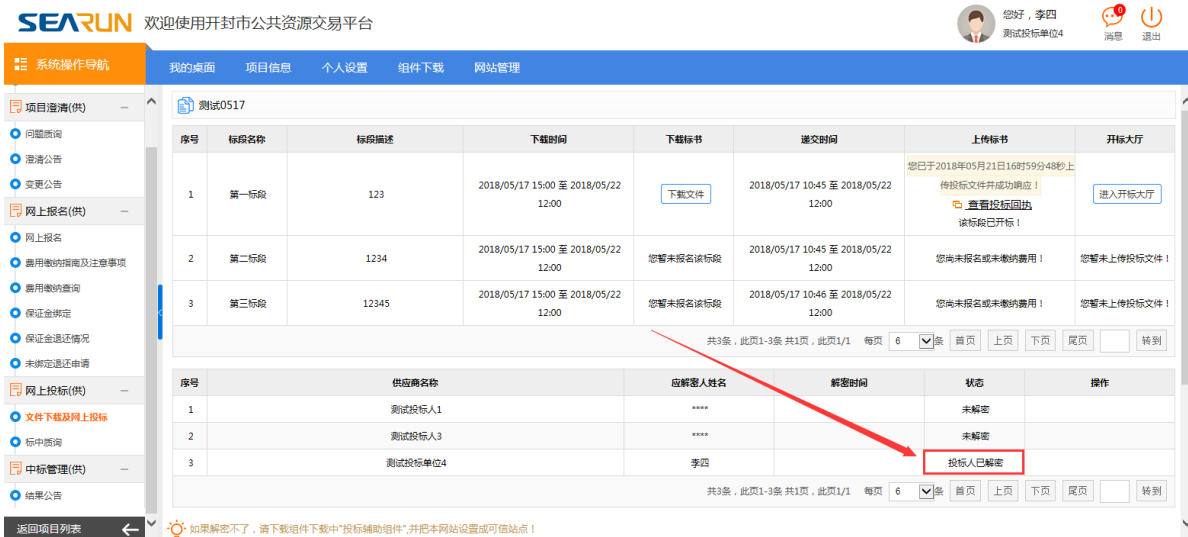 SEARUN 欢迎使用开封市公共资源交易平台
您好，李四
测试投标单位4
0
消息 退出
系统操作导航 我的桌面 项目信息 个人设置 组件下载 网站管理
项目澄清(供)
问题质询
澄清公告
变更公告
网上报名(供)
网上报名
费用缴纳指南及注意事项
费用缴纳查询
保证金绑定
保证金退还情况
未绑定退还申请
网上投标(供)
文件下载及网上投标
标中质询
中标管理(供)
结果公告
返回项目列表
测试0517
序号 标段名称 标段描述 下载时间 下载标书 递交时间 上传标书 开标大厅
1 第一标段 123 2018/05/17 15:00 至 2018/05/22
12:00
下载文件
2018/05/17 10:45 至 2018/05/22
12:00
您已于2018年05月21日16时59分48秒上
传投标文件并成功响应！
查看投标回执
该标段已开标！
进入开标大厅
2 第二标段 1234 2018/05/17 15:00 至 2018/05/22
12:00
您暂未报名该标段
2018/05/17 10:45 至 2018/05/22
12:00
您尚未报名或未缴纳费用！ 您暂未上传投标文件！
3 第三标段 12345 2018/05/17 15:00 至 2018/05/22
12:00
您暂未报名该标段
2018/05/17 10:46 至 2018/05/22
12:00
您尚未报名或未缴纳费用！ 您暂未上传投标文件！
共3条，此页1-3条 共1页，此页1/1 每页 6 条 首页 上页 下页 尾页 转到
序号 供应商名称 应解密人姓名 解密时间 状态 操作
1 测试投标人1 **** 未解密
2 测试投标人3 **** 未解密
3 测试投标单位4 李四 投标人已解密
共3条，此页1-3条 共1页，此页1/1 每页 6 条 首页 上页 下页 尾页 转到
如果解密不了，请下载组件下载中"投标辅助组件",并把本网站设置成可信站点！